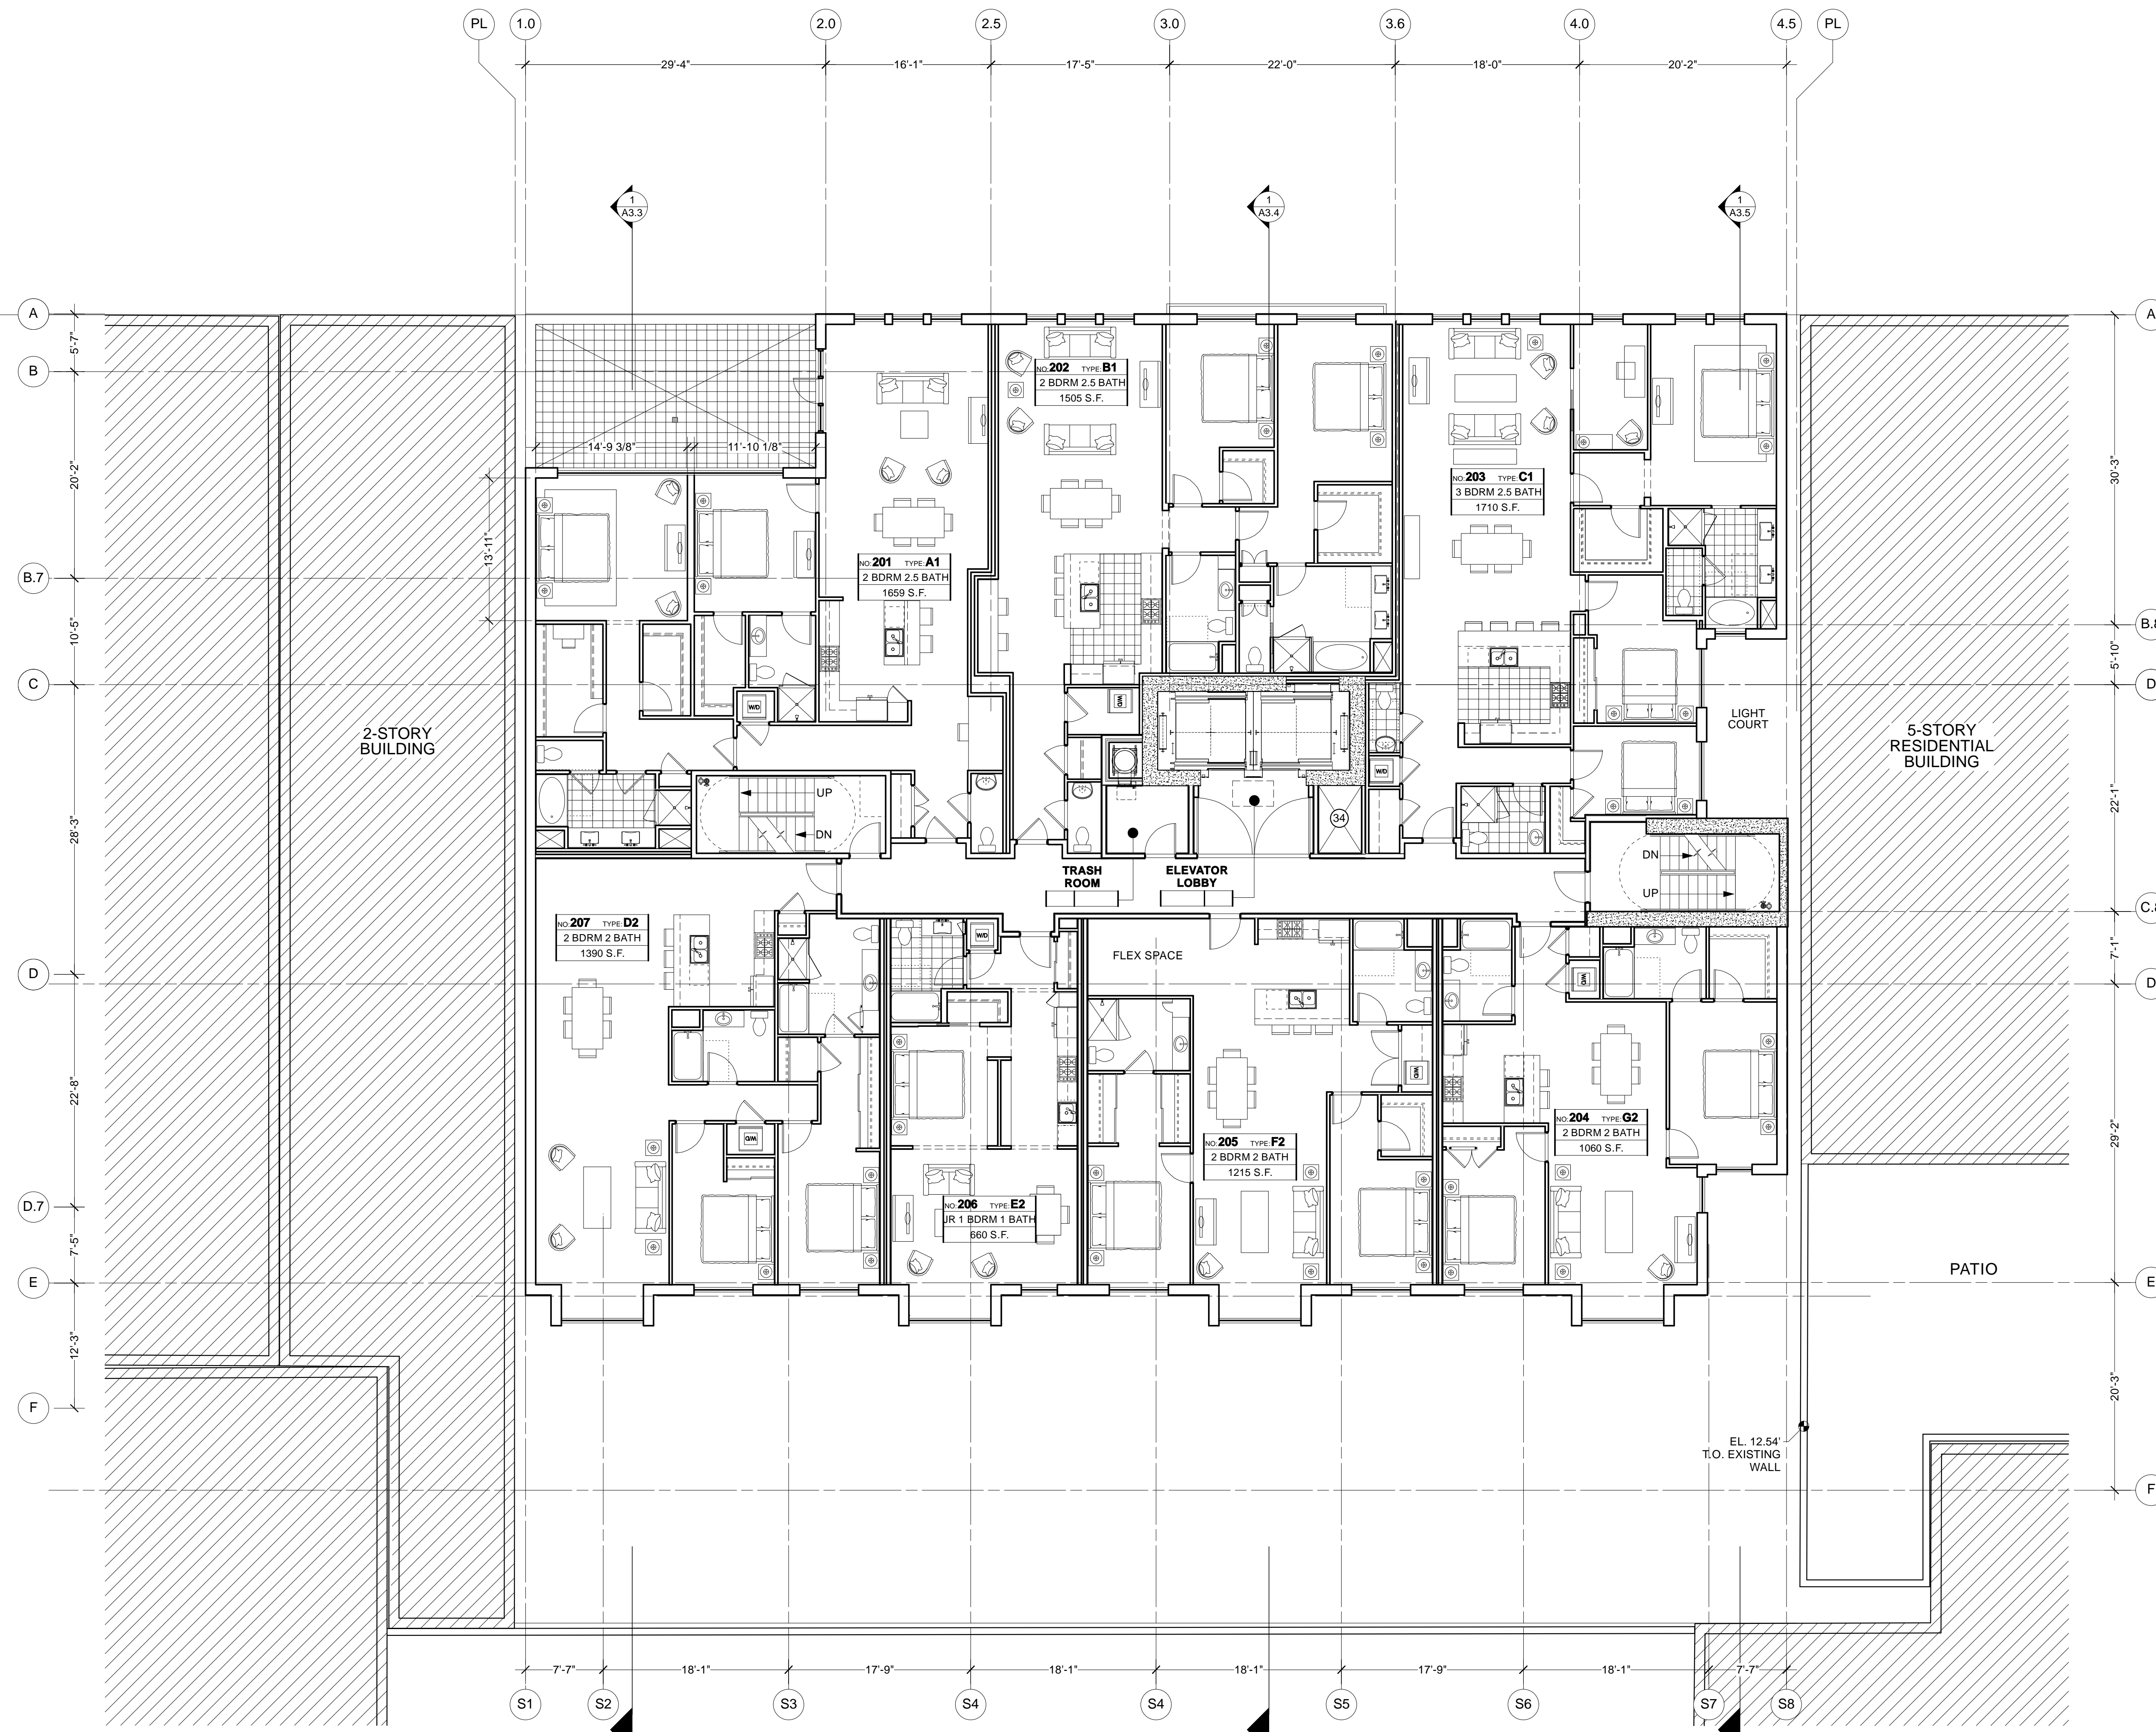 PL
1.0
2.0
2.5
3.0
3.6
4.0
4.5
PL
29'-4"
16'-1"
17'-5"
22'-0"
18'-0"
20'-2"
1
A3.3
1
A3.4
1
A3.5
A
A
5'-7"
B
20'-2"
30'-3"
14'-9 3/8"
11'-10 1/8"
13'-11"
NO: 202 TYPE: B1
2 BDRM 2.5 BATH
1505 S.F.
NO: 203 TYPE: C1
3 BDRM 2.5 BATH
1710 S.F.
NO: 201 TYPE: A1
2 BDRM 2.5 BATH
1659 S.F.
B.7
10'-5"
5'-10"
C
D
W/D
W/D
W/D
2-STORY
BUILDING
LIGHT
COURT
5-STORY
RESIDENTIAL
BUILDING
UP
DN
34
28'-3"
22'-1"
DN
UP
TRASH
ROOM
ELEVATOR
LOBBY
7'-1"
NO: 207 TYPE: D2
2 BDRM 2 BATH
1390 S.F.
W/D
FLEX SPACE
D
D
W/D
W/D
W/D
22'-8"
29'-2"
NO: 206 TYPE: E2
JR 1 BDRM 1 BATH
660 S.F.
NO: 205 TYPE: F2
2 BDRM 2 BATH
1215 S.F.
NO: 204 TYPE: G2
2 BDRM 2 BATH
1060 S.F.
D.7
7'-5"
E
E
PATIO
12'-3"
20'-3"
F
EL. 12.54'
T.O. EXISTING
WALL
F
7'-7"
18'-1"
17'-9"
18'-1"
18'-1"
17'-9"
18'-1"
7'-7"
S1
S2
S3
S4
S4
S5
S6
S7
S8